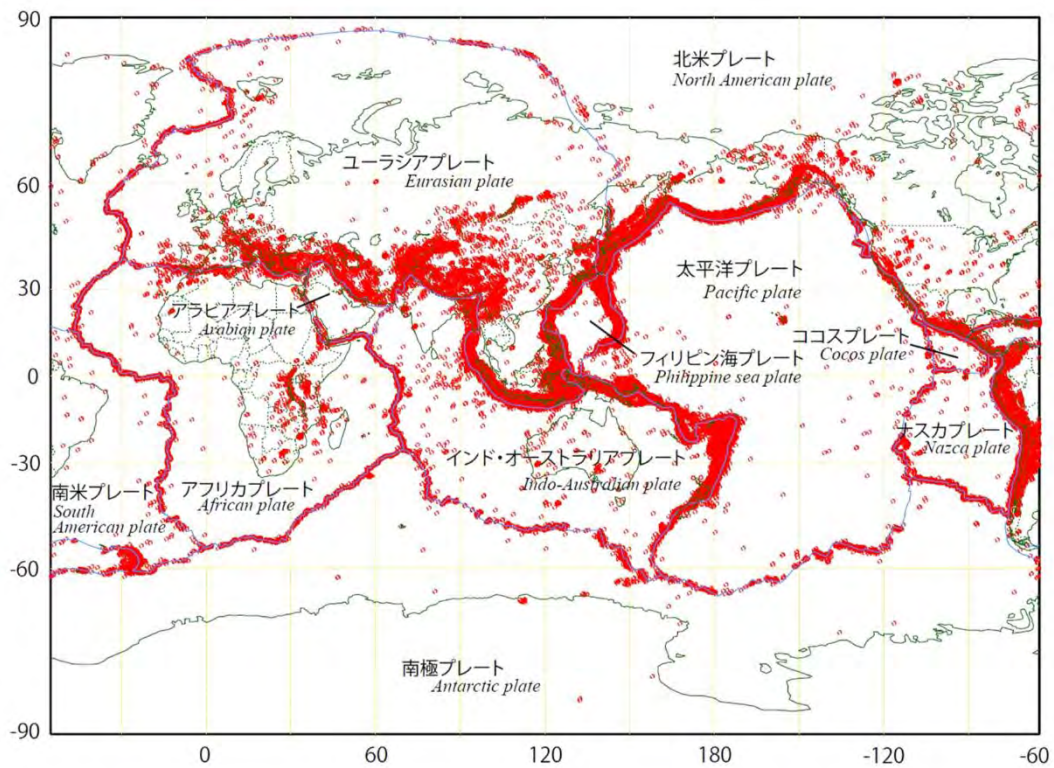 90
60
30
0
-30
-60
-90
0
60
120
180
-120
-60
北米プレート
North American plate
ユーラシアプレート
Eurasian plate
太平洋プレート
Pacific plate
アラビアプレート
Arabian plate
ココスプレート
Cocos plate
フィリピン海プレート
Philippine sea plate
ナスカプレート
Nazca plate
インド・オーストラリアプレート
Indo-Australian plate
南米プレート
South
American plate
アフリカプレート
African plate
南極プレート
Antarctic plate